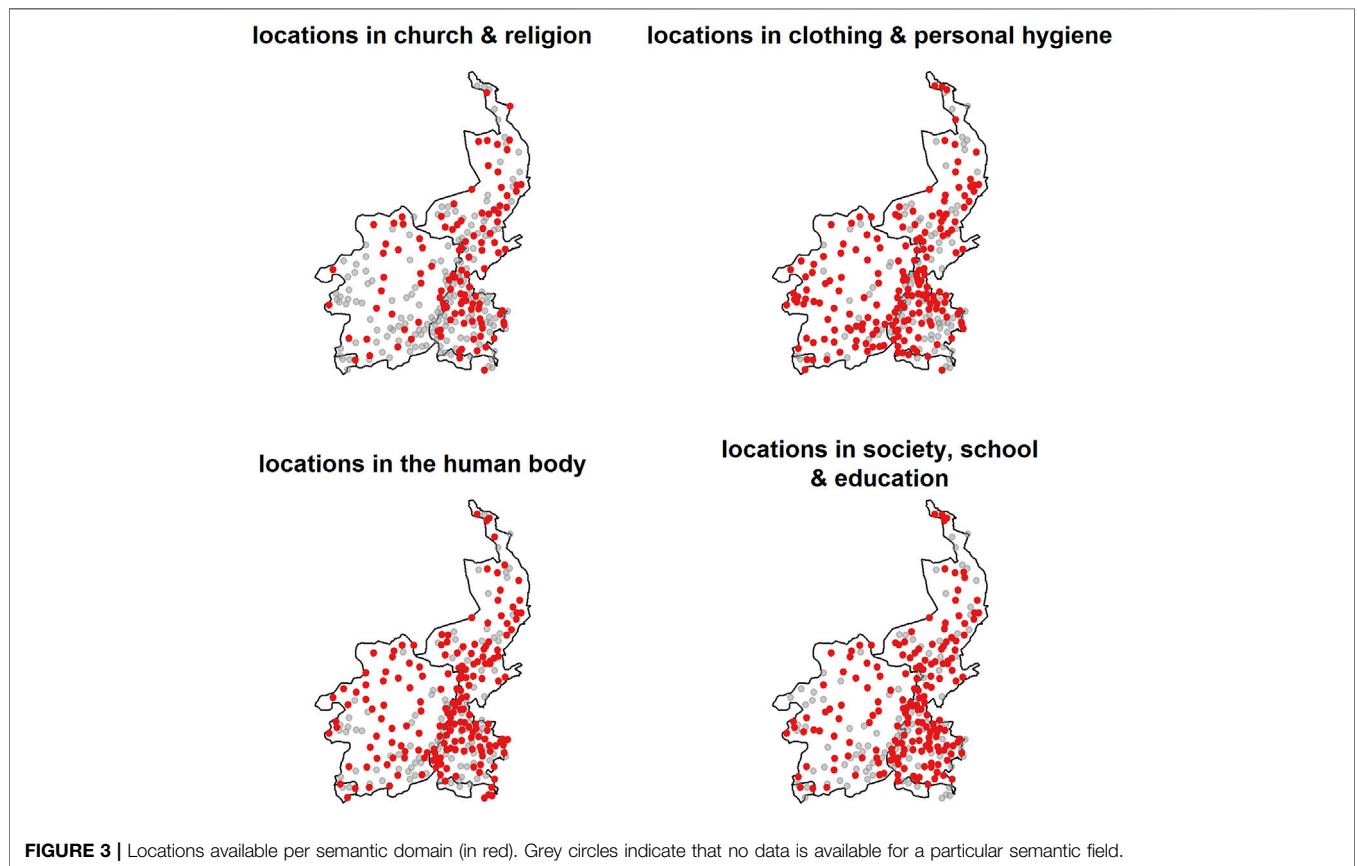 locations in church & religion
locations in clothing & personal hygiene
locations in the human body
locations in society, school
& education
FIGURE 3 | Locations available per semantic domain (in red). Grey circles indicate that no data is available for a particular semantic field.